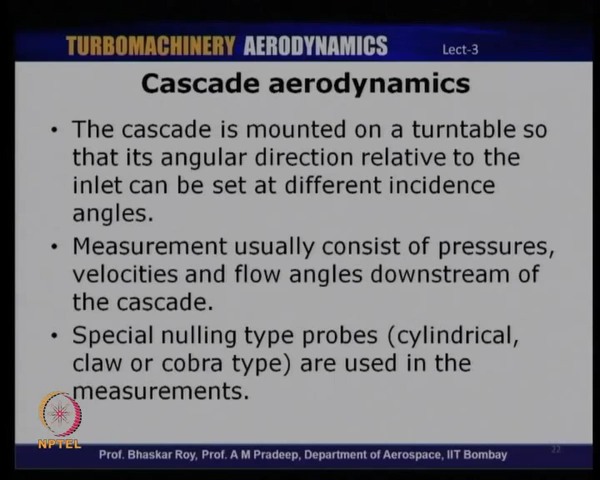 TURBOMACHINERY AERODYNAMICS Lect-3
Cascade aerodynamics
• The cascade is mounted on a turntable so
that its angular direction relative to the
inlet can be set at different incidence
angles.
• Measurement usually consist of pressures,
velocities and flow angles downstream of
the cascade.
• Special nulling type probes (cylindrical,
claw or cobra type) are used in the
measurements.
NPTEL
Prof. Bhaskar Roy, Prof. A M Pradeep, Department of Aerospace, IIT Bombay
22